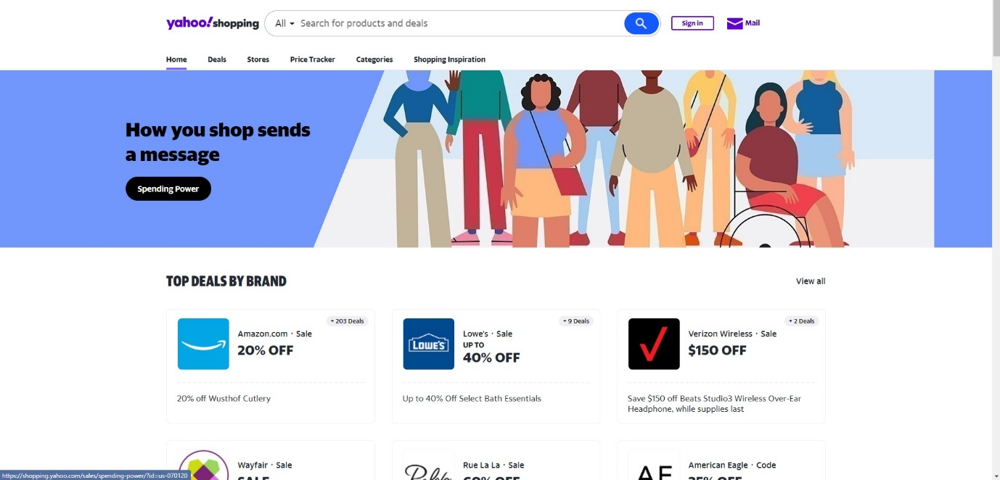 yahoo!shopping
All
Search for products and deals
Sign in
Mail
Home
Deals
Stores
Price Tracker
Categories
Shopping Inspiration
How you shop sends
a message
Spending Power
TOP DEALS BY BRAND
View all
+ 203 Deals
Amazon.com · Sale
20% OFF
20% off Wusthof Cutlery
+ 9 Deals
LOWE'S
Lowe's · Sale
UP TO
40% OFF
Up to 40% Off Select Bath Essentials
+ 2 Deals
Verizon Wireless · Sale
$150 OFF
Save $150 off Beats Studio3 Wireless Over-Ear
Headphone, while supplies last
Wayfair · Sale
SALE
Rue La La · Sale
60% OFF
AE
American Eagle · Code
25% OFF
https://shopping.yahoo.com/sales/spending-power/?id=us-070120